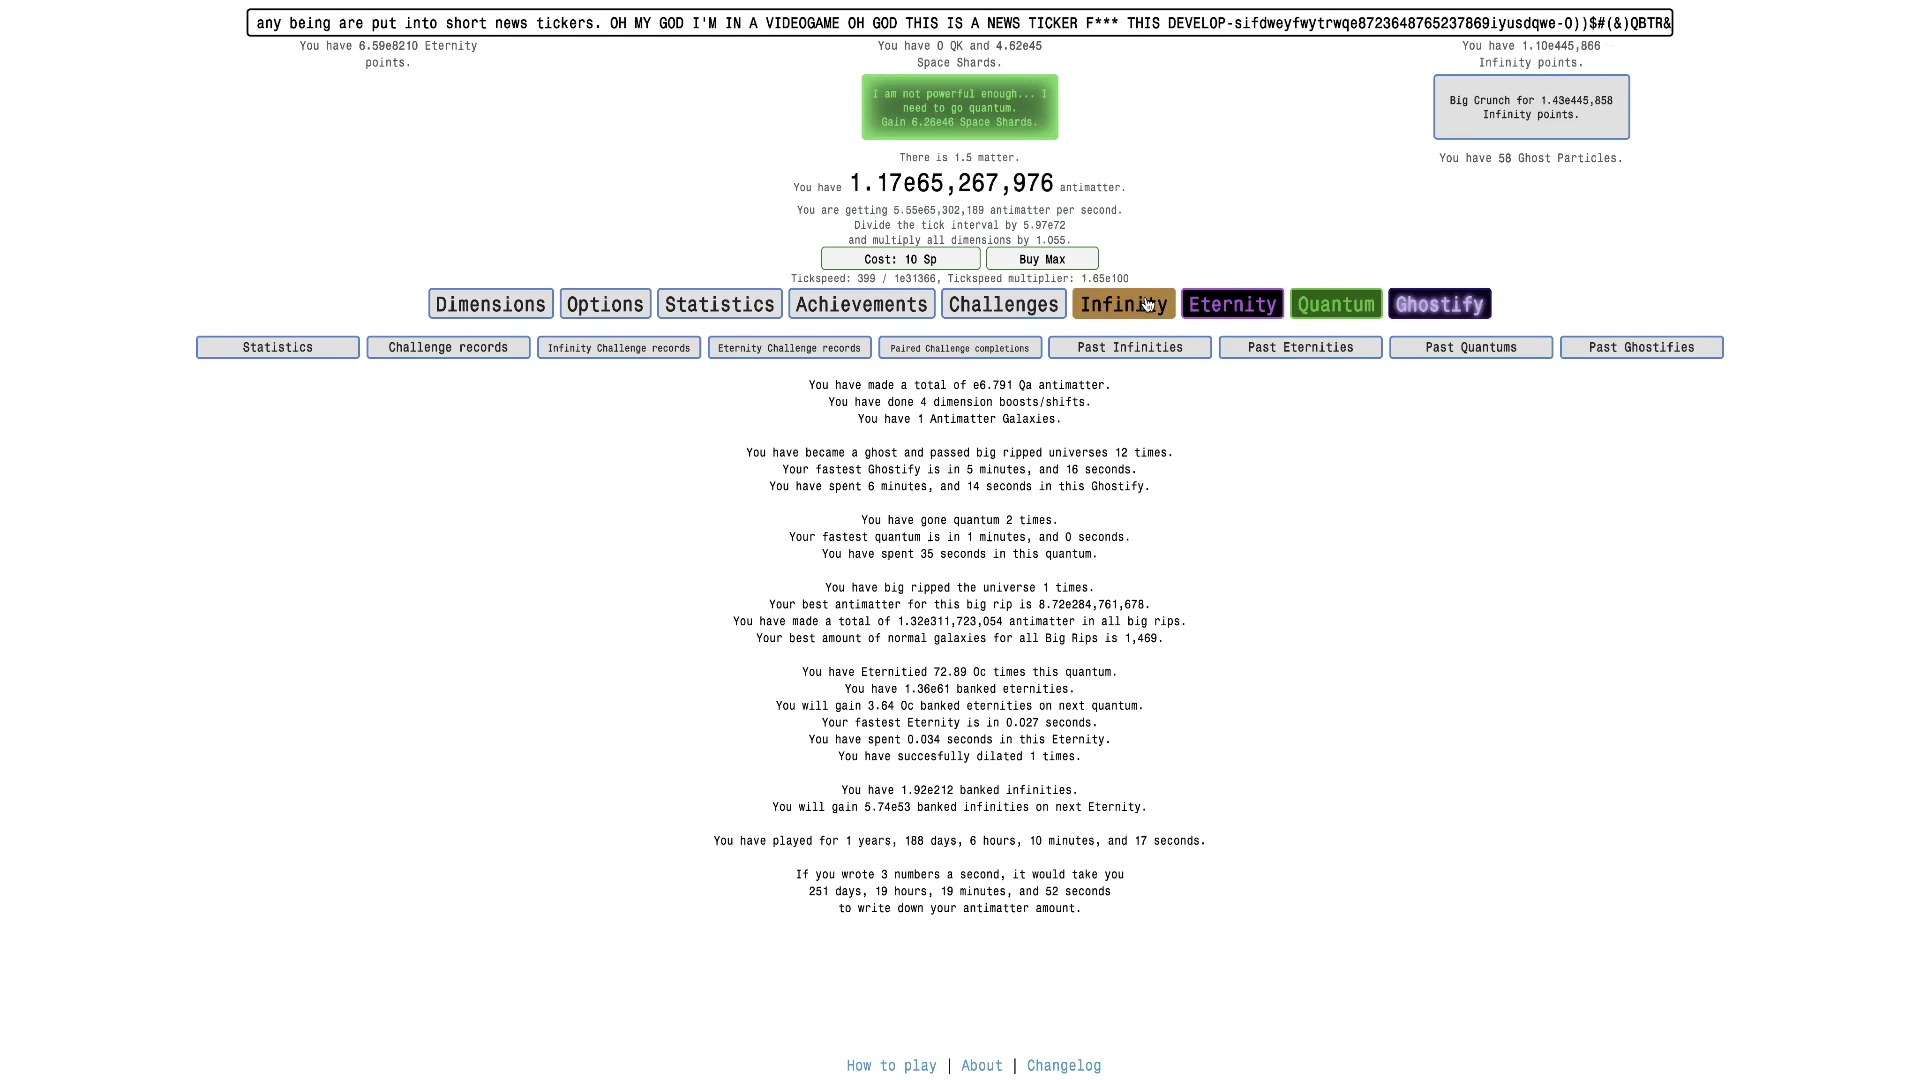 any being are put into short news tickers. OH MY GOD I'M IN A VIDEOGAME OH GOD THIS IS A NEWS TICKER F*** THIS DEVELOP-sifdweyfwytrwqe8723648765237869iyusdqwe-0))$#(&)QBTR&
You have 6.59e8210 Eternity
points.
You have 0 QK and 4.62e45
Space Shards.
You have 1.10e445,866
Infinity points.
I am not powerful enough... I
need to go quantum.
Gain 6.26e46 Space Shards.
Big Crunch for 1.43e445,858
Infinity points.
There is 1.5 matter.
You have 58 Ghost Particles.
You have 1.17e65,267,976 antimatter.
You are getting 5.55e65,302,189 antimatter per second.
Divide the tick interval by 5.97e72
and multiply all dimensions by 1.055.
Cost: 10 Sp
Buy Max
Tickspeed: 399 / 1e31366, Tickspeed multiplier: 1.65e100
Dimensions
Options
Statistics
Achievements
Challenges
Infinity
Eternity
Quantum
Ghostify
Statistics
Challenge records
Infinity Challenge records
Eternity Challenge records
Paired Challenge completions
Past Infinities
Past Eternities
Past Quantums
Past Ghostifies
You have made a total of e6.791 Qa antimatter.
You have done 4 dimension boosts/shifts.
You have 1 Antimatter Galaxies.
You have became a ghost and passed big ripped universes 12 times.
Your fastest Ghostify is in 5 minutes, and 16 seconds.
You have spent 6 minutes, and 14 seconds in this Ghostify.
You have gone quantum 2 times.
Your fastest quantum is in 1 minutes, and 0 seconds.
You have spent 35 seconds in this quantum.
You have big ripped the universe 1 times.
Your best antimatter for this big rip is 8.72e284,761,678.
You have made a total of 1.32e311,723,054 antimatter in all big rips.
Your best amount of normal galaxies for all Big Rips is 1,469.
You have Eternitied 72.89 Oc times this quantum.
You have 1.36e61 banked eternities.
You will gain 3.64 Oc banked eternities on next quantum.
Your fastest Eternity is in 0.027 seconds.
You have spent 0.034 seconds in this Eternity.
You have succesfully dilated 1 times.
You have 1.92e212 banked infinities.
You will gain 5.74e53 banked infinities on next Eternity.
You have played for 1 years, 188 days, 6 hours, 10 minutes, and 17 seconds.
If you wrote 3 numbers a second, it would take you
251 days, 19 hours, 19 minutes, and 52 seconds
to write down your antimatter amount.
How to play | About | Changelog